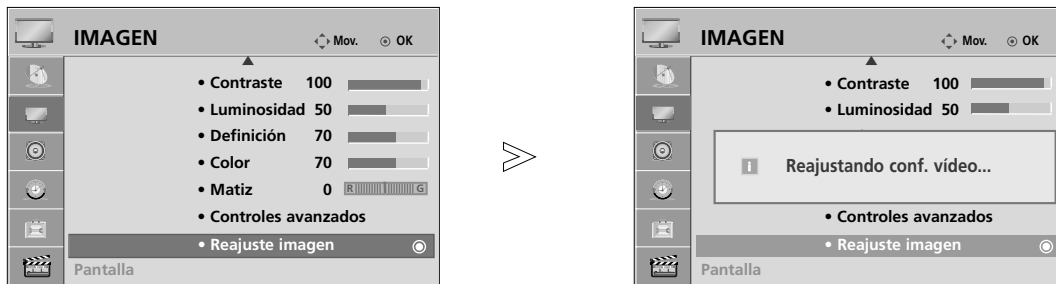 IMAGEN Mov. OK
• Contraste 100
• Luminosidad 50
• Definición 70
• Color 70
• Matiz 0 R G
• Controles avanzados
• Reajuste imagen
Pantalla
IMAGEN Mov. OK
• Contraste 100
• Luminosidad 50
i Reajustando conf. vídeo...
• Controles avanzados
• Reajuste imagen
Pantalla